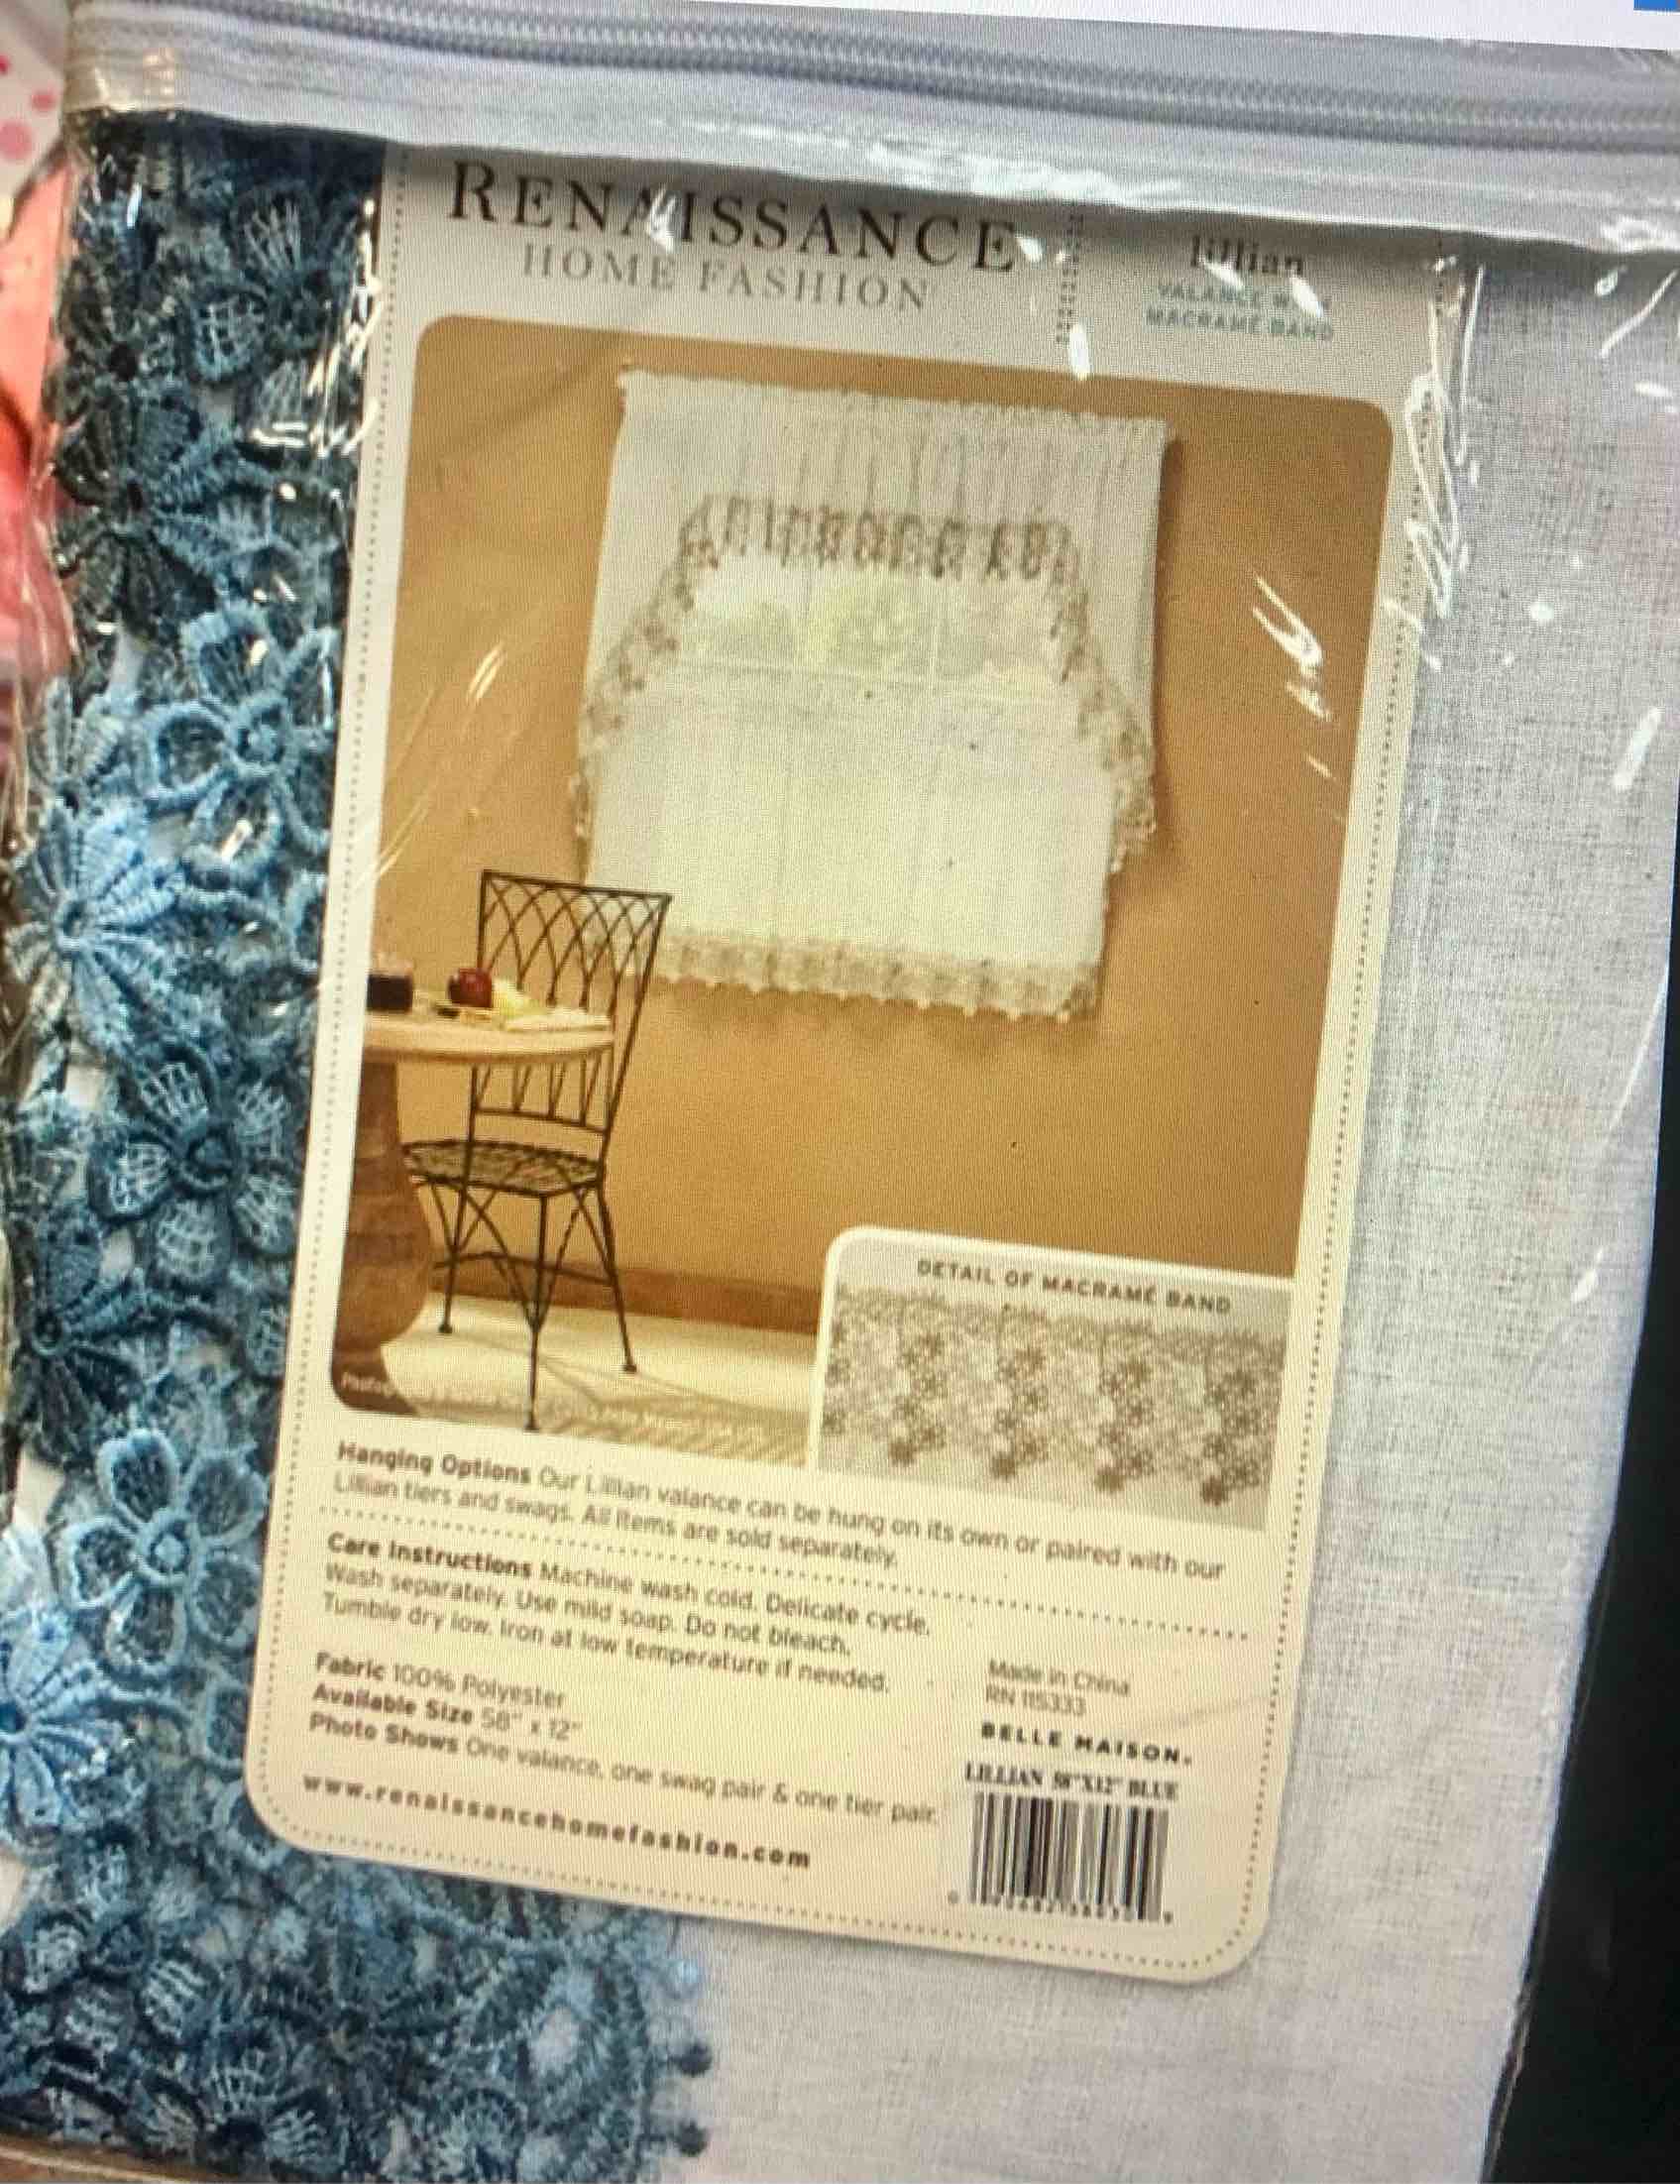 RENAISSANCE
HOME FASHION
lillian
VALANCE WITH
MACRAMÉ BAND
DETAIL OF MACRAMÉ BAND
Hanging Options Our Lillian valance can be hung on its own or paired with our
Lillian tiers and swags. All items are sold separately.
Care Instructions Machine wash cold. Delicate cycle.
Wash separately. Use mild soap. Do not bleach.
Tumble dry low. Iron at low temperature if needed.
Fabric 100% Polyester
Available Size 58" x 12"
Photo Shows One valance, one swag pair & one tier pair.
www.renaissancehomefashion.com
Made in China
RN 115333
BELLE MAISON.
LILLIAN 58"X12" BLUE